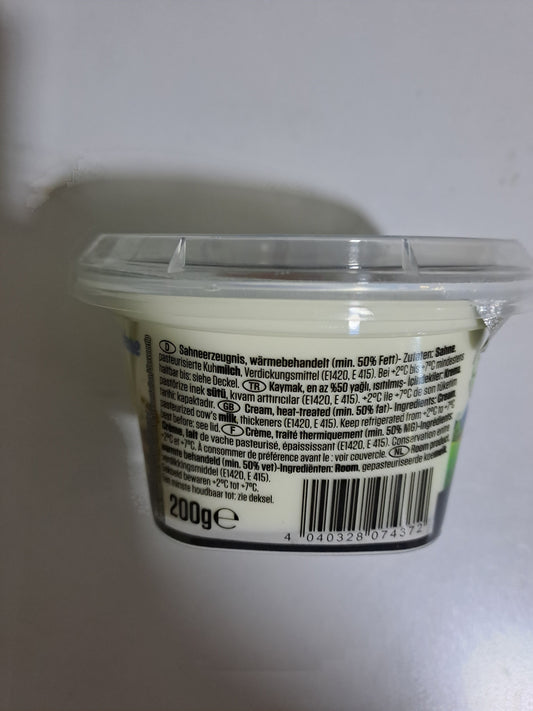 D Sahneerzeugnis, wärmebehandelt (min. 50% Fett)- Zutaten: Sahne,
pasteurisierte Kuhmilch, Verdickungsmittel (E1420, E 415). Bei +2°C bis +7°C mindestens
haltbar bis: siehe Deckel. TR Kaymak, en az %50 yağlı, ısıtılmış- İçindekiler: Krema,
pastörize inek sütü, kıvam arttırıcılar (E1420, E 415). +2°C ile +7°C de son tüketim
tarihi: kapaktadır. GB Cream, heat-treated (min. 50% fat)- Ingredients: Cream,
pasteurized cow's milk, thickeners (E1420, E 415). Keep refrigerated from +2°C to +7°C
best before: see lid. F Crème, traité thermiquement (min. 50% MG)-Ingrédients:
Crème, lait de vache pasteurisé, épaississant (E1420, E 415). Conservation entre
+2°C et +7°C. À consommer de préférence avant le : voir couvercle. NL Room product,
warmte behandeld (min. 50% vet)-Ingrediënten: Room, gepasteuriseerde koemelk,
verdikkingsmiddel (E1420, E 415).
Gekoeld bewaren +2°C tot +7°C.
Ten minste houdbaar tot: zie deksel.
200g e
4 040328 074372